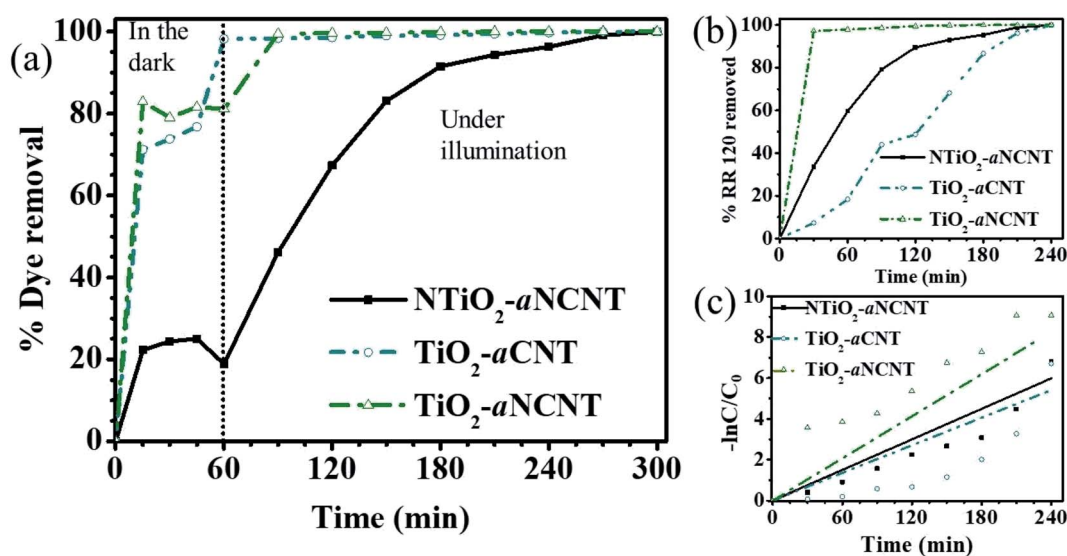 (a)
In the
dark
Under
illumination
% Dye removal
100
80
60
40
20
0
NTiO₂-aNCNT
TiO₂-aCNT
TiO₂-aNCNT
0 60 120 180 240 300
Time (min)
(b)
% RR 120 removed
100
80
60
40
20
0
NTiO₂-aNCNT
TiO₂-aCNT
TiO₂-aNCNT
0 60 120 180 240
Time (min)
(c)
-lnC/C₀
10
8
6
4
2
0
NTiO₂-aNCNT
TiO₂-aCNT
TiO₂-aNCNT
0 60 120 180 240
Time (min)